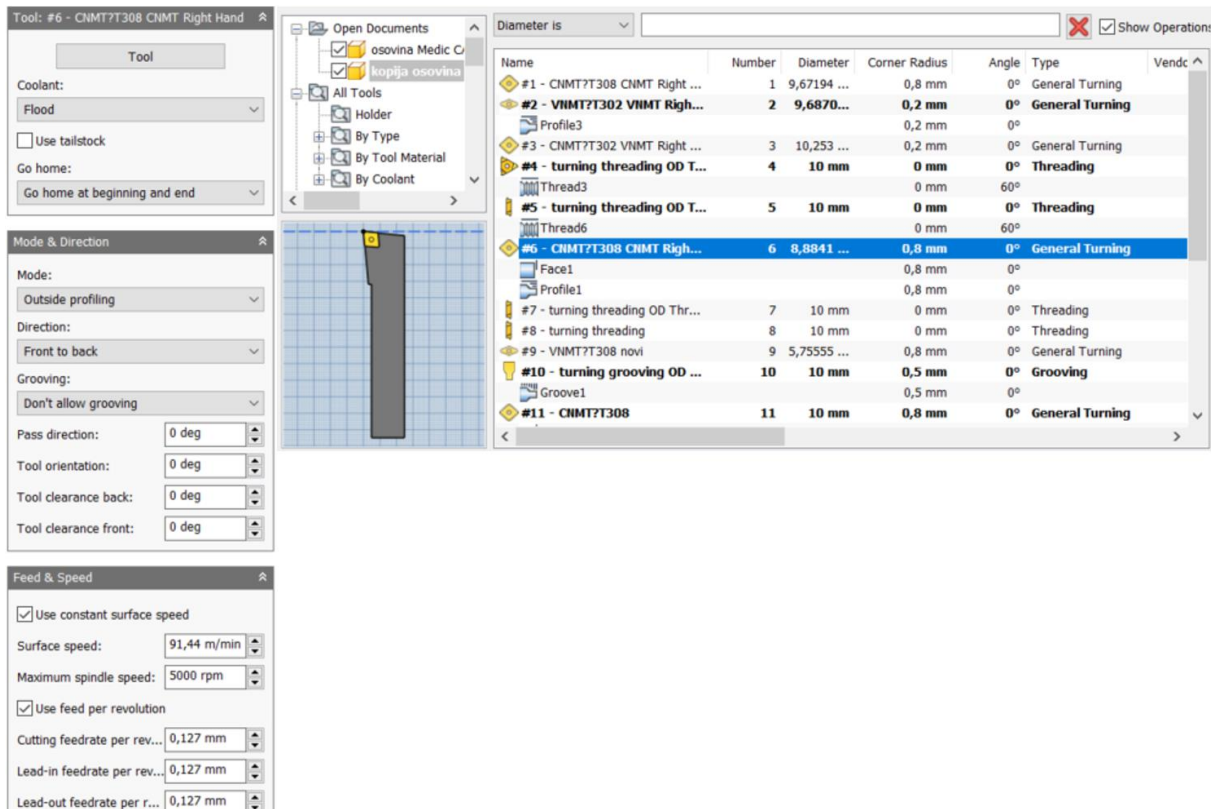 Tool: #6 - CNMT?T308 CNMT Right Hand
Tool
Coolant:
Flood
Use tailstock
Go home:
Go home at beginning and end
Mode & Direction
Mode:
Outside profiling
Direction:
Front to back
Grooving:
Don't allow grooving
Pass direction: 0 deg
Tool orientation: 0 deg
Tool clearance back: 0 deg
Tool clearance front: 0 deg
Feed & Speed
Use constant surface speed
Surface speed: 91,44 m/min
Maximum spindle speed: 5000 rpm
Use feed per revolution
Cutting feedrate per rev... 0,127 mm
Lead-in feedrate per rev... 0,127 mm
Lead-out feedrate per r... 0,127 mm
Open Documents
osovina Medic C
kopija osovina
All Tools
Holder
By Type
By Tool Material
By Coolant
Diameter is Show Operations
Name Number Diameter Corner Radius Angle Type Vendc
#1 - CNMT?T308 CNMT Right ... 1 9,67194 ... 0,8 mm 0° General Turning
#2 - VNMT?T302 VNMT Righ... 2 9,6870... 0,2 mm 0° General Turning
Profile3 0,2 mm 0°
#3 - CNMT?T302 VNMT Right ... 3 10,253 ... 0,2 mm 0° General Turning
#4 - turning threading OD T... 4 10 mm 0 mm 0° Threading
Thread3 0 mm 60°
#5 - turning threading OD T... 5 10 mm 0 mm 0° Threading
Thread6 0 mm 60°
#6 - CNMT?T308 CNMT Righ... 6 8,8841 ... 0,8 mm 0° General Turning
Face1 0,8 mm 0°
Profile1 0,8 mm 0°
#7 - turning threading OD Thr... 7 10 mm 0 mm 0° Threading
#8 - turning threading 8 10 mm 0 mm 0° Threading
#9 - VNMT?T308 novi 9 5,75555 ... 0,8 mm 0° General Turning
#10 - turning grooving OD ... 10 10 mm 0,5 mm 0° Grooving
Groove1 0,5 mm 0°
#11 - CNMT?T308 11 10 mm 0,8 mm 0° General Turning